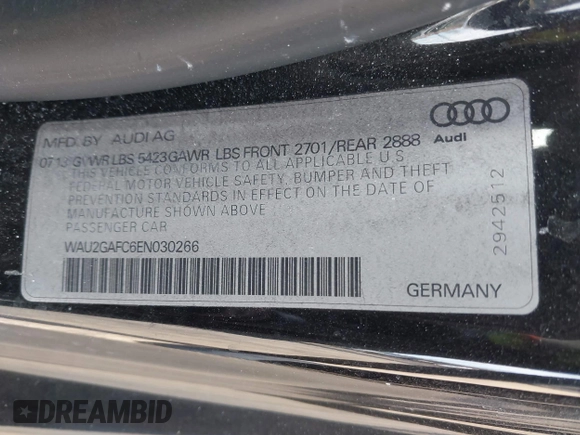 MFD. BY AUDI AG
07 13 GVWR LBS 5423 GAWR LBS FRONT 2701/REAR 2888
THIS VEHICLE CONFORMS TO ALL APPLICABLE U.S.
FEDERAL MOTOR VEHICLE SAFETY, BUMPER AND THEFT
PREVENTION STANDARDS IN EFFECT ON THE DATE OF
MANUFACTURE SHOWN ABOVE
PASSENGER CAR
WAU2GAFC6EN030266
Audi
2942512
GERMANY
DREAMBID